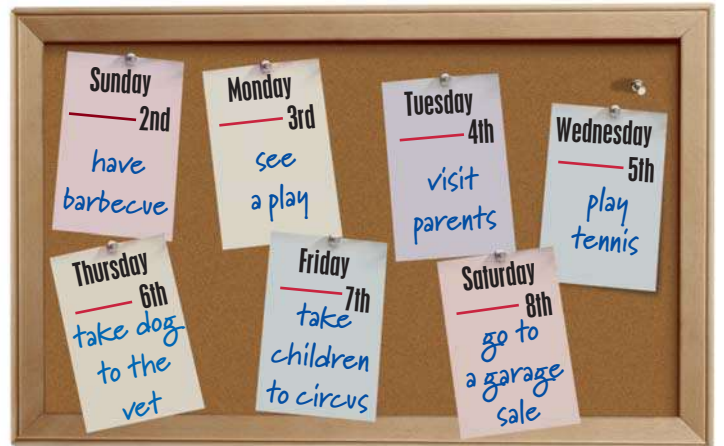 Sunday
2nd
have
barbecue
Monday
3rd
see
a play
Tuesday
4th
visit
parents
Wednesday
5th
play
tennis
Thursday
6th
take dog
to the
vet
Friday
7th
take
children
to circus
Saturday
8th
go to
a garage
sale